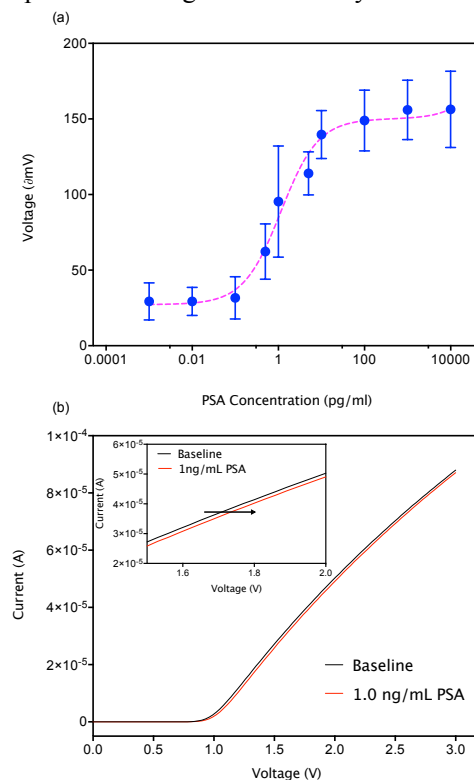 (a)
200
150
100
50
0
Voltage (∂mV)
0.0001 0.01 1 100 10000
PSA Concentration (pg/ml)
(b)
1×10⁻⁴
8×10⁻⁵
6×10⁻⁵
4×10⁻⁵
2×10⁻⁵
0
Current (A)
6×10⁻⁵
5×10⁻⁵
4×10⁻⁵
3×10⁻⁵
2×10⁻⁵
Current (A)
Baseline
1ng/mL PSA
1.6 1.8 2.0
Voltage (V)
Baseline
1.0 ng/mL PSA
0.0 0.5 1.0 1.5 2.0 2.5 3.0
Voltage (V)